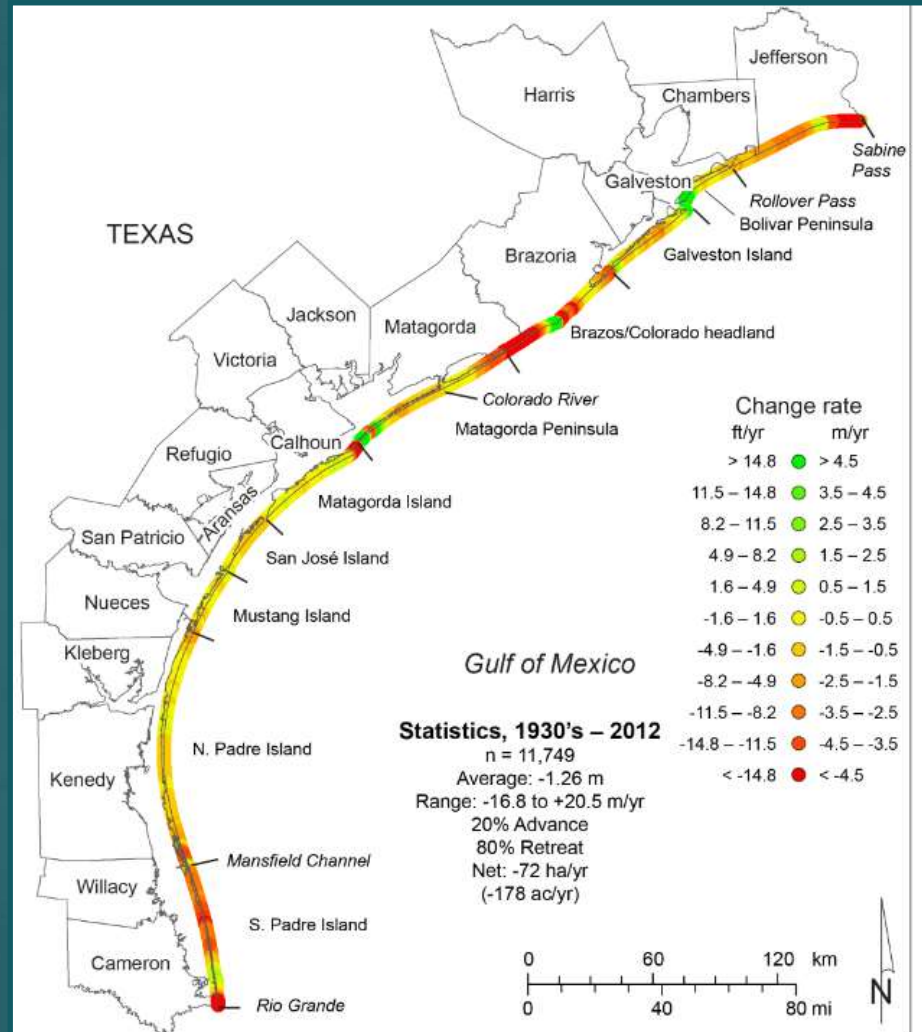 Jefferson
Harris
Chambers
Sabine
Pass
Galveston
Rollover Pass
Bolivar Peninsula
TEXAS
Brazoria
Galveston Island
Jackson
Matagorda
Brazos/Colorado headland
Victoria
Colorado River
Matagorda Peninsula
Calhoun
Refugio
Aransas
Matagorda Island
San Patricio
San José Island
Nueces
Mustang Island
Kleberg
Gulf of Mexico
N. Padre Island
Kenedy
Mansfield Channel
Willacy
S. Padre Island
Cameron
Rio Grande
Change rate
ft/yr m/yr
> 14.8 > 4.5
11.5 – 14.8 3.5 – 4.5
8.2 – 11.5 2.5 – 3.5
4.9 – 8.2 1.5 – 2.5
1.6 – 4.9 0.5 – 1.5
-1.6 – 1.6 -0.5 – 0.5
-4.9 – -1.6 -1.5 – -0.5
-8.2 – -4.9 -2.5 – -1.5
-11.5 – -8.2 -3.5 – -2.5
-14.8 – -11.5 -4.5 – -3.5
< -14.8 < -4.5
Statistics, 1930's – 2012
n = 11,749
Average: -1.26 m
Range: -16.8 to +20.5 m/yr
20% Advance
80% Retreat
Net: -72 ha/yr
(-178 ac/yr)
0 60 120 km
0 40 80 mi
N